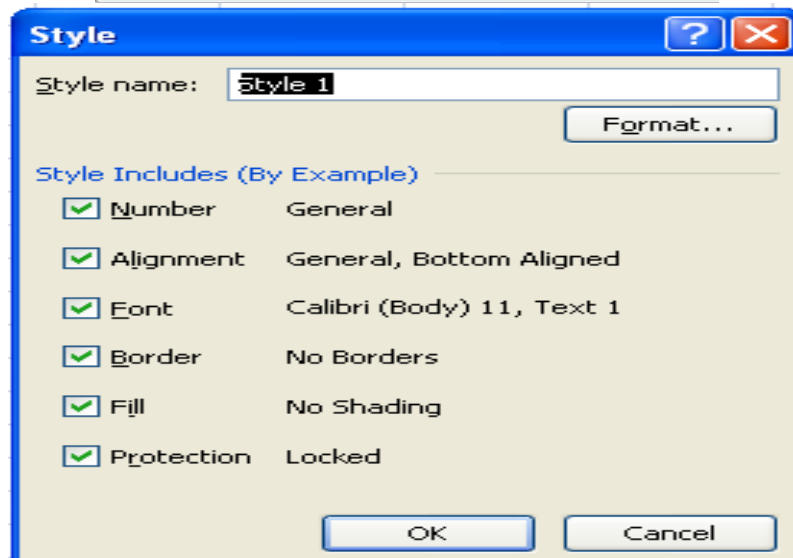 Style
Style name: Style 1
Format...
Style Includes (By Example)
Number General
Alignment General, Bottom Aligned
Font Calibri (Body) 11, Text 1
Border No Borders
Fill No Shading
Protection Locked
OK Cancel